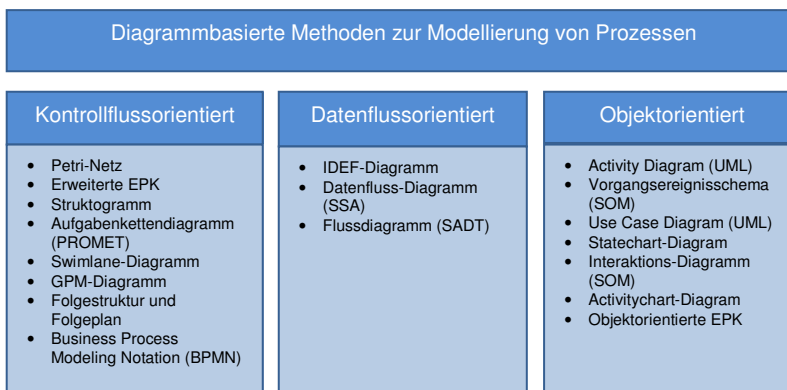 Diagrammbasierte Methoden zur Modellierung von Prozessen
Kontrollflussorientiert
• Petri-Netz
• Erweiterte EPK
• Struktogramm
• Aufgabenkettendiagramm
(PROMET)
• Swimlane-Diagramm
• GPM-Diagramm
• Folgestruktur und
Folgeplan
• Business Process
Modeling Notation (BPMN)
Datenflussorientiert
• IDEF-Diagramm
• Datenfluss-Diagramm
(SSA)
• Flussdiagramm (SADT)
Objektorientiert
• Activity Diagram (UML)
• Vorgangsereignisschema
(SOM)
• Use Case Diagram (UML)
• Statechart-Diagram
• Interaktions-Diagramm
(SOM)
• Activitychart-Diagram
• Objektorientierte EPK